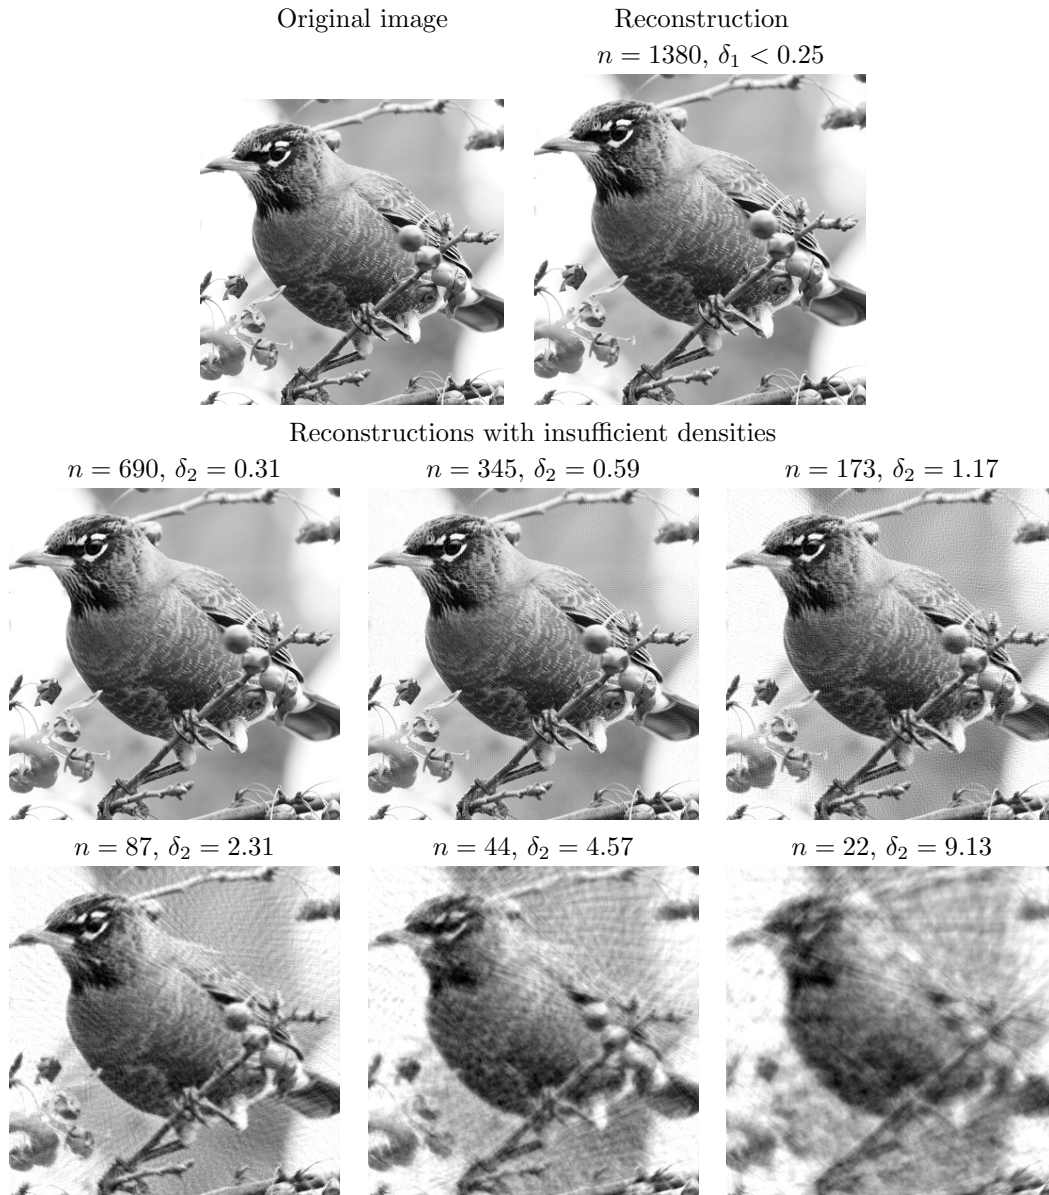 Original image
Reconstruction
n = 1380, δ₁ < 0.25
Reconstructions with insufficient densities
n = 690, δ₂ = 0.31
n = 345, δ₂ = 0.59
n = 173, δ₂ = 1.17
n = 87, δ₂ = 2.31
n = 44, δ₂ = 4.57
n = 22, δ₂ = 9.13